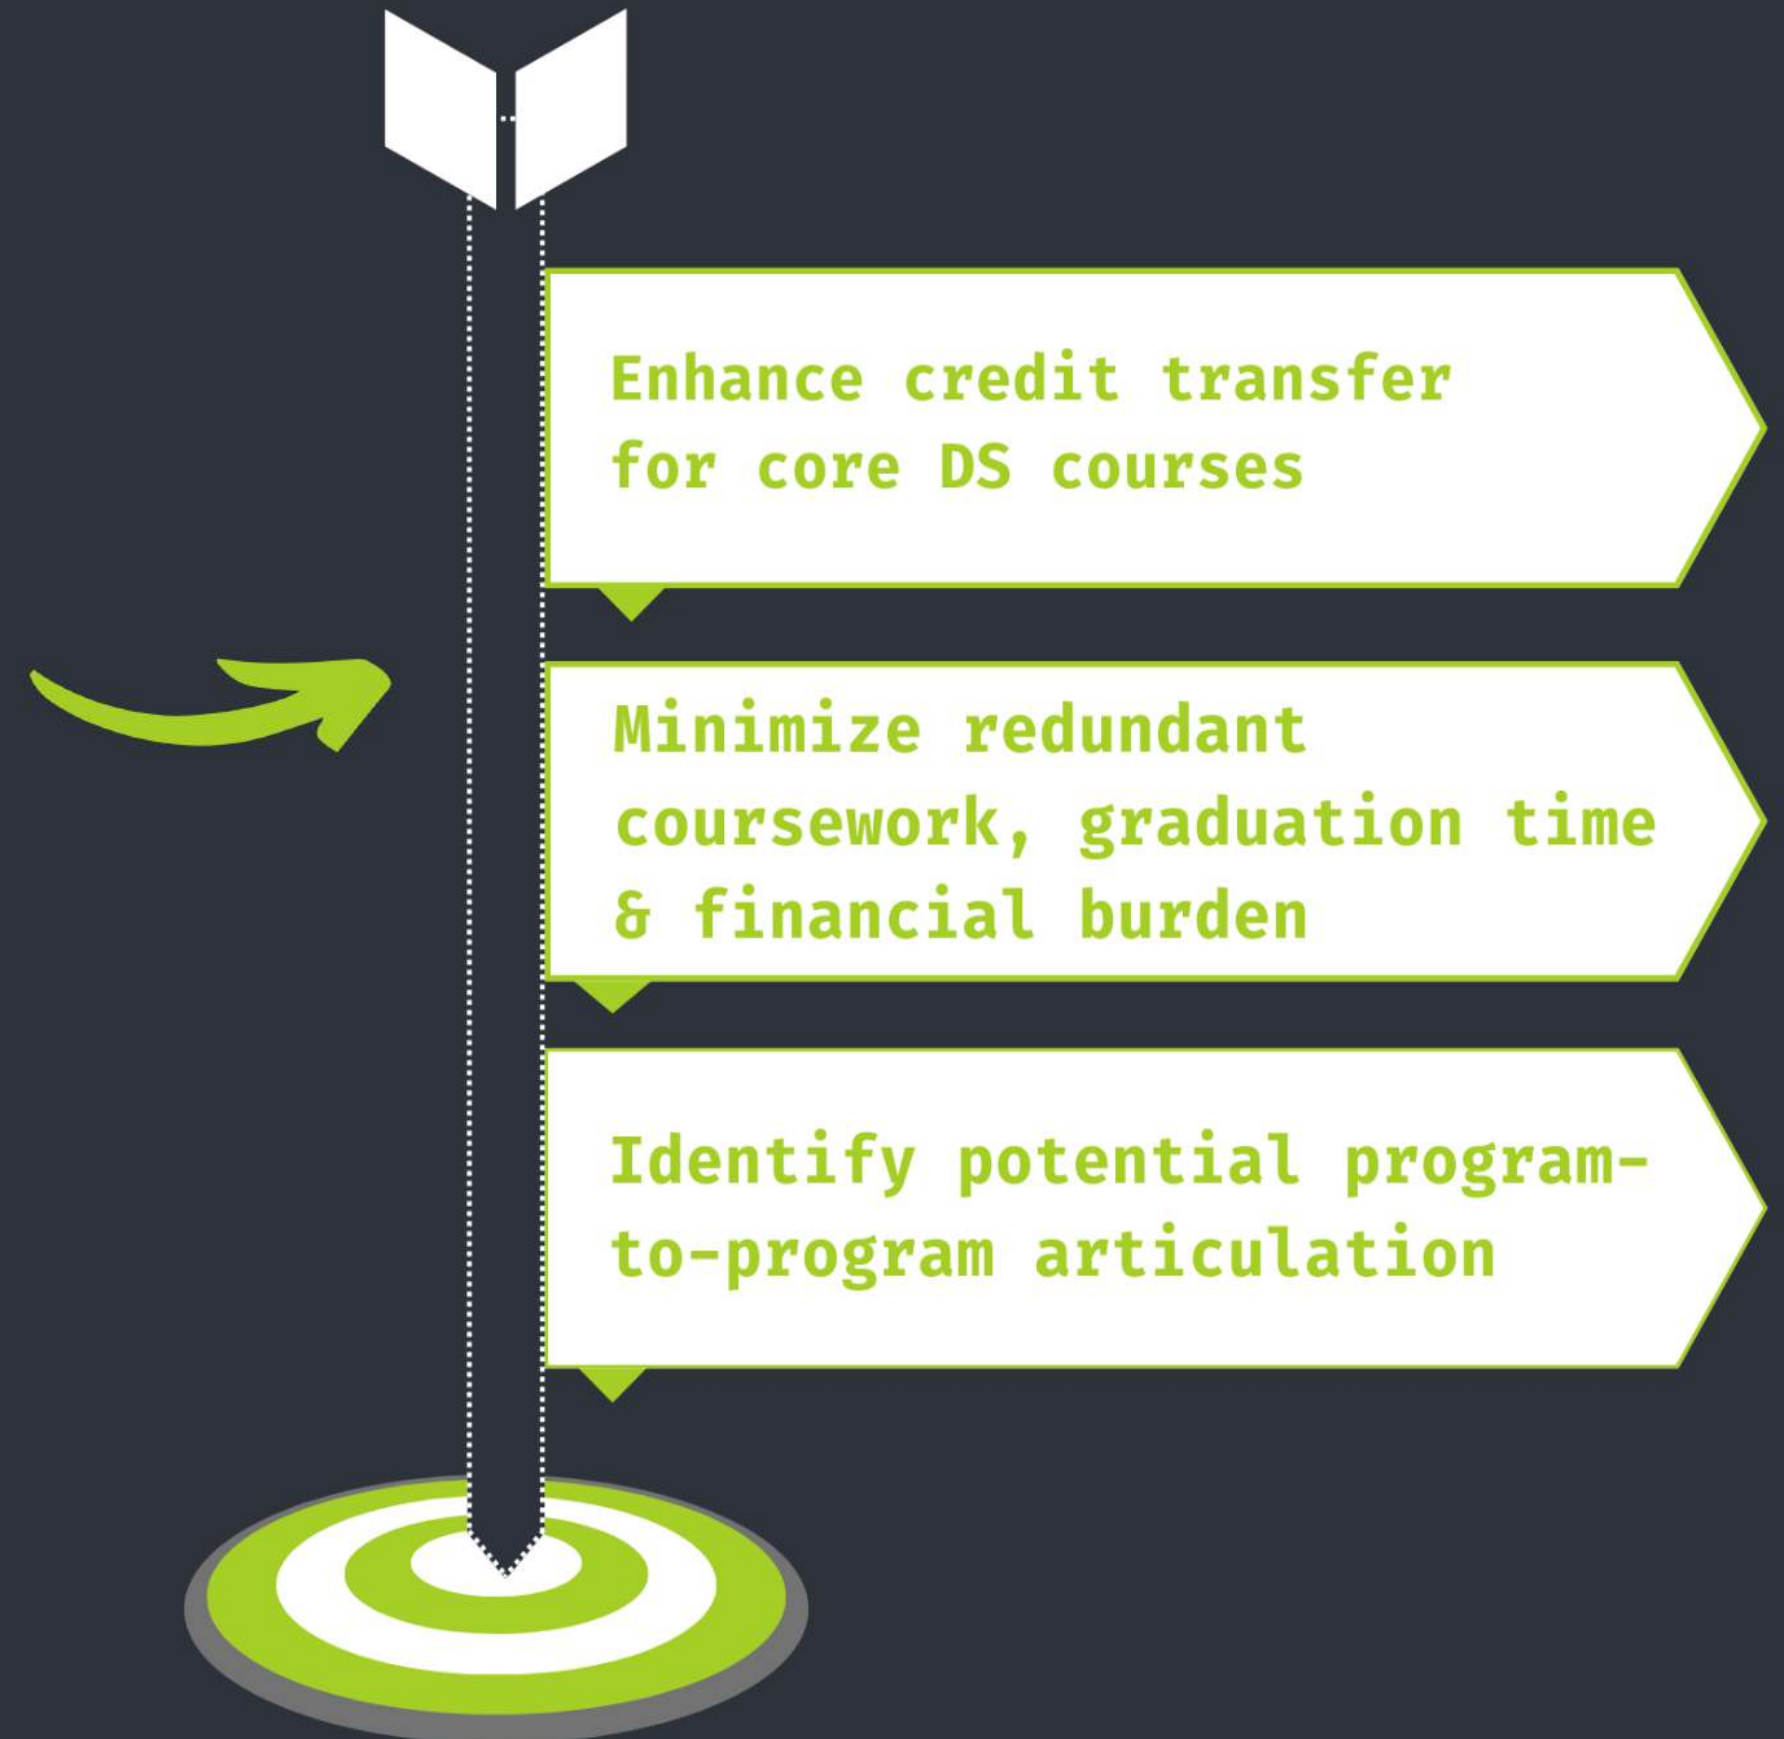 Enhance credit transfer
for core DS courses
Minimize redundant
coursework, graduation time
& financial burden
Identify potential program-
to-program articulation